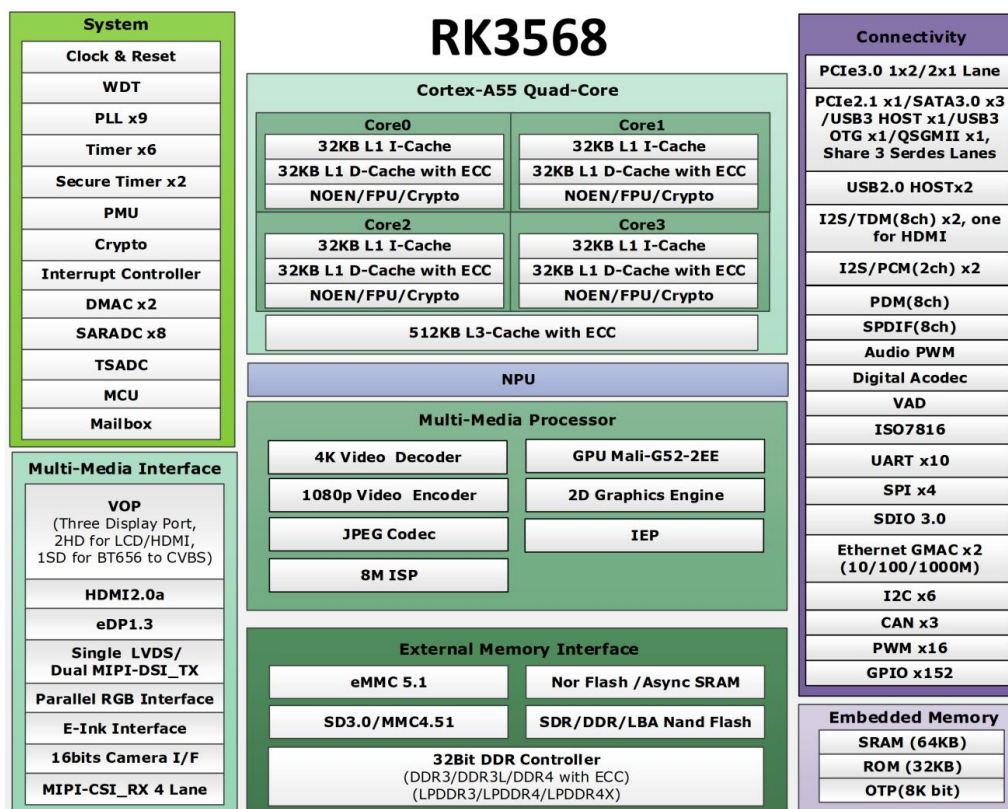 RK3568
System
Clock & Reset
WDT
PLL x9
Timer x6
Secure Timer x2
PMU
Crypto
Interrupt Controller
DMAC x2
SARADC x8
TSADC
MCU
Mailbox
Multi-Media Interface
VOP
(Three Display Port,
2HD for LCD/HDMI,
1SD for BT656 to CVBS)
HDMI2.0a
eDP1.3
Single LVDS/
Dual MIPI-DSI_TX
Parallel RGB Interface
E-Ink Interface
16bits Camera I/F
MIPI-CSI_RX 4 Lane
Cortex-A55 Quad-Core
Core0
32KB L1 I-Cache
32KB L1 D-Cache with ECC
NOEN/FPU/Crypto
Core1
32KB L1 I-Cache
32KB L1 D-Cache with ECC
NOEN/FPU/Crypto
Core2
32KB L1 I-Cache
32KB L1 D-Cache with ECC
NOEN/FPU/Crypto
Core3
32KB L1 I-Cache
32KB L1 D-Cache with ECC
NOEN/FPU/Crypto
512KB L3-Cache with ECC
NPU
Multi-Media Processor
4K Video Decoder
1080p Video Encoder
JPEG Codec
8M ISP
GPU Mali-G52-2EE
2D Graphics Engine
IEP
External Memory Interface
eMMC 5.1
Nor Flash /Async SRAM
SD3.0/MMC4.51
SDR/DDR/LBA Nand Flash
32Bit DDR Controller
(DDR3/DDR3L/DDR4 with ECC)
(LPDDR3/LPDDR4/LPDDR4X)
Connectivity
PCIe3.0 1x2/2x1 Lane
PCIe2.1 x1/SATA3.0 x3
/USB3 HOST x1/USB3
OTG x1/QSGMII x1,
Share 3 Serdes Lanes
USB2.0 HOSTx2
I2S/TDM(8ch) x2, one
for HDMI
I2S/PCM(2ch) x2
PDM(8ch)
SPDIF(8ch)
Audio PWM
Digital Acodec
VAD
ISO7816
UART x10
SPI x4
SDIO 3.0
Ethernet GMAC x2
(10/100/1000M)
I2C x6
CAN x3
PWM x16
GPIO x152
Embedded Memory
SRAM (64KB)
ROM (32KB)
OTP(8K bit)